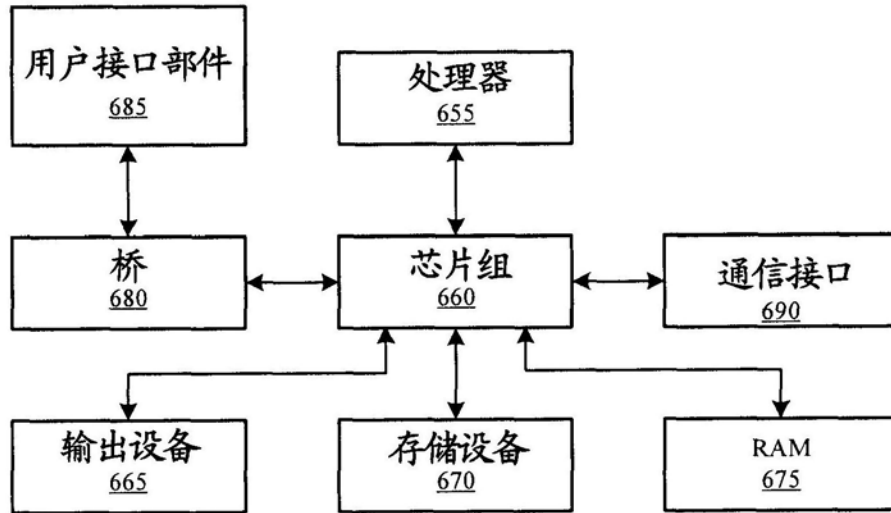 用户接口部件
685
处理器
655
桥
680
芯片组
660
通信接口
690
输出设备
665
存储设备
670
RAM
675